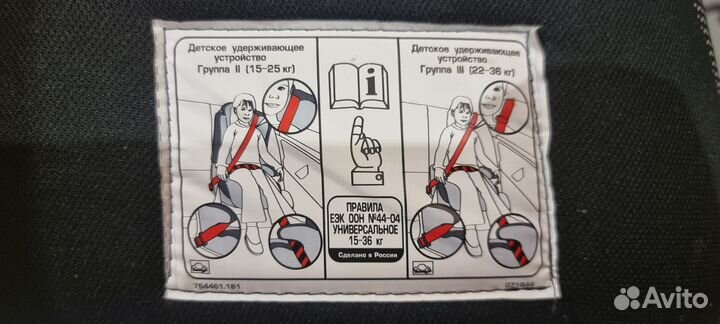 Детское удерживающее
устройство
Группа II (15-25 кг)
Детское удерживающее
устройство
Группа III (22-36 кг)
i
ПРАВИЛА
ЕЭК ООН №44-04
УНИВЕРСАЛЬНОЕ
15-36 кг
Сделано в России
754461.181
Avito